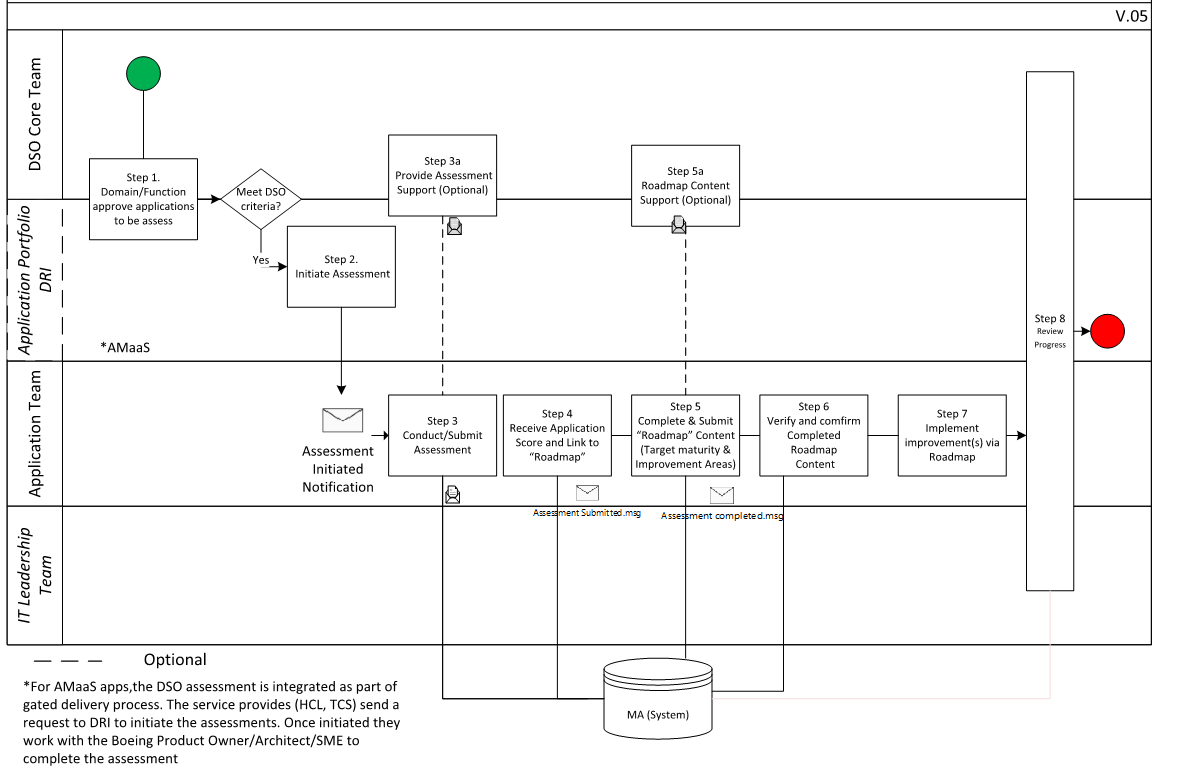 V.05
DSO Core Team
Step 1.
Domain/Function
approve applications
to be assess
Meet DSO
criteria?
Step 3a
Provide Assessment
Support (Optional)
Step 5a
Roadmap Content
Support (Optional)
Application Portfolio
DRI
Yes
Step 2.
Initiate Assessment
*AMaaS
Step 8
Review
Progress
Application Team
Assessment
Initiated
Notification
Step 3
Conduct/Submit
Assessment
Step 4
Receive Application
Score and Link to
“Roadmap”
Step 5
Complete & Submit
“Roadmap” Content
(Target maturity &
Improvement Areas)
Step 6
Verify and comfirm
Completed
Roadmap
Content
Step 7
Implement
improvement(s) via
Roadmap
Assessment Submitted.msg
Assessment completed.msg
IT Leadership
Team
MA (System)
Optional
*For AMaaS apps,the DSO assessment is integrated as part of
gated delivery process. The service provides (HCL, TCS) send a
request to DRI to initiate the assessments. Once initiated they
work with the Boeing Product Owner/Architect/SME to
complete the assessment